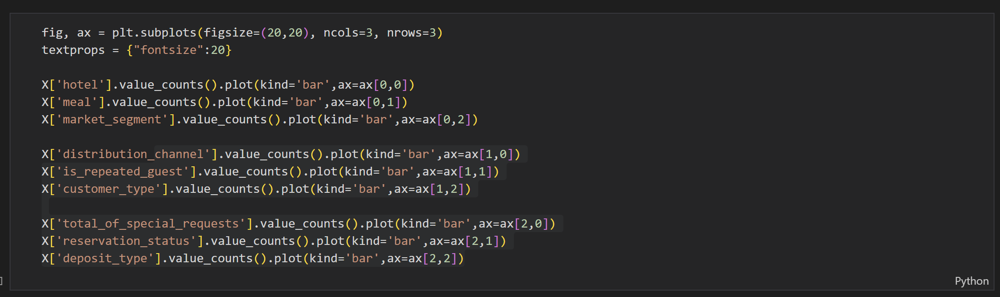 fig, ax = plt.subplots(figsize=(20,20), ncols=3, nrows=3)
textprops = {"fontsize":20}
X['hotel'].value_counts().plot(kind='bar',ax=ax[0,0])
X['meal'].value_counts().plot(kind='bar',ax=ax[0,1])
X['market_segment'].value_counts().plot(kind='bar',ax=ax[0,2])
X['distribution_channel'].value_counts().plot(kind='bar',ax=ax[1,0])
X['is_repeated_guest'].value_counts().plot(kind='bar',ax=ax[1,1])
X['customer_type'].value_counts().plot(kind='bar',ax=ax[1,2])
X['total_of_special_requests'].value_counts().plot(kind='bar',ax=ax[2,0])
X['reservation_status'].value_counts().plot(kind='bar',ax=ax[2,1])
X['deposit_type'].value_counts().plot(kind='bar',ax=ax[2,2])
]
Python